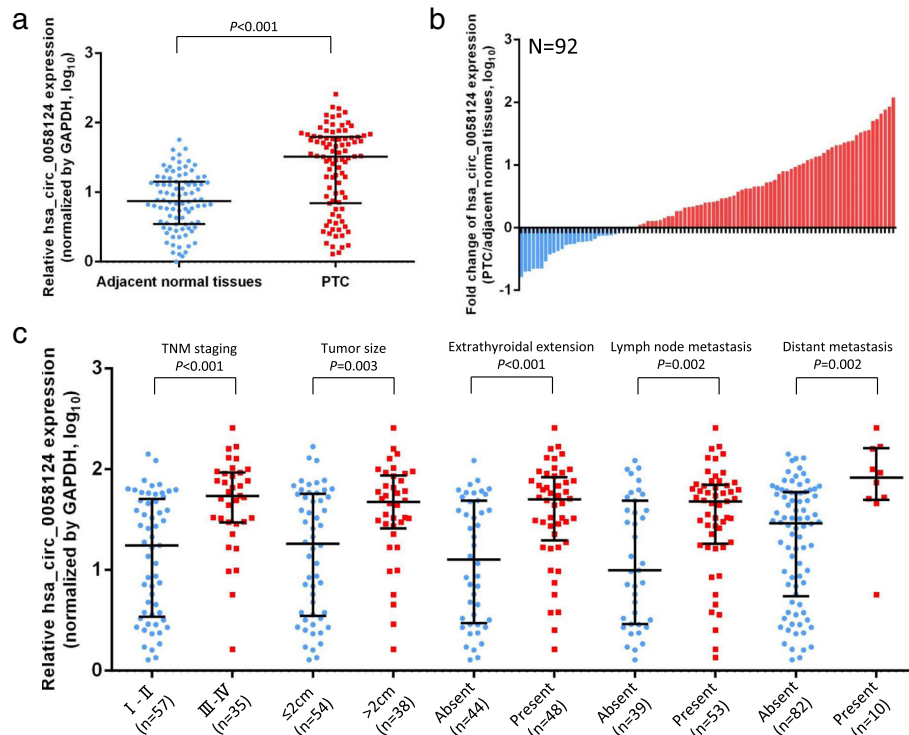 a
P<0.001
Relative hsa_circ_0058124 expression
(normalized by GAPDH, log10)
3
2
1
0
Adjacent normal tissues
PTC
b
N=92
Fold change of hsa_circ_0058124 expression
(PTC/adjacent normal tissues, log10)
3
2
1
0
-1
c
Relative hsa_circ_0058124 expression
(normalized by GAPDH, log10)
3
2
1
0
TNM staging
P<0.001
Tumor size
P=0.003
Extrathyroidal extension
P<0.001
Lymph node metastasis
P=0.002
Distant metastasis
P=0.002
I-II
(n=57)
III-IV
(n=35)
≤2cm
(n=54)
>2cm
(n=38)
Absent
(n=44)
Present
(n=48)
Absent
(n=39)
Present
(n=53)
Absent
(n=82)
Present
(n=10)